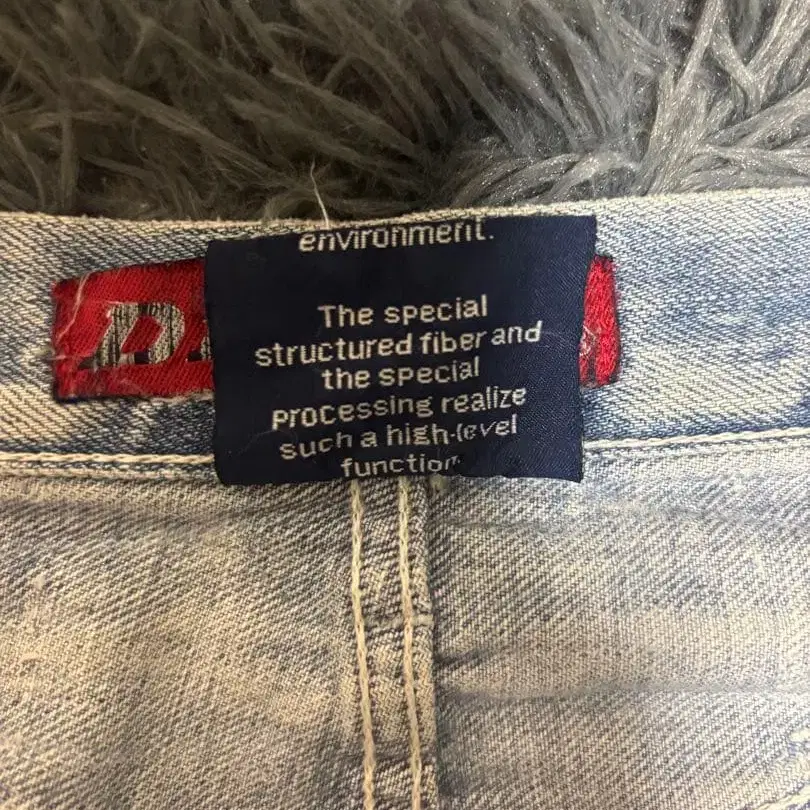 environment.
The special
structured fiber and
the special
processing realize
such a high-level
function
D